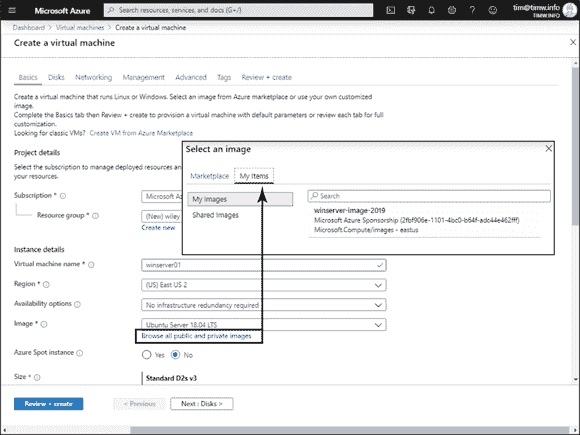 Microsoft Azure
Search resources, services, and docs (G+/)
tim@timw.info
TIMW.INFO
Dashboard > Virtual machines > Create a virtual machine
Create a virtual machine
Basics Disks Networking Management Advanced Tags Review + create
Create a virtual machine that runs Linux or Windows. Select an image from Azure marketplace or use your own customized
image.
Complete the Basics tab then Review + create to provision a virtual machine with default parameters or review each tab for full
customization.
Looking for classic VMs? Create VM from Azure Marketplace
Project details
Select the subscription to manage deployed resources an
your resources.
Subscription *
Microsoft Az
Resource group *
(New) wiley
Create new
Select an image
Marketplace My Items
My Images
Shared Images
Search
winserver-image-2019
Microsoft Azure Sponsorship (2fbf906e-1101-4bc0-b64f-adc44e462fff)
Microsoft.Compute/images - eastus
Instance details
Virtual machine name *
winserver01
Region *
(US) East US 2
Availability options
No infrastructure redundancy required
Image *
Ubuntu Server 18.04 LTS
Browse all public and private images
Azure Spot instance
Yes No
Size *
Standard D2s v3
Review + create
< Previous
Next : Disks >